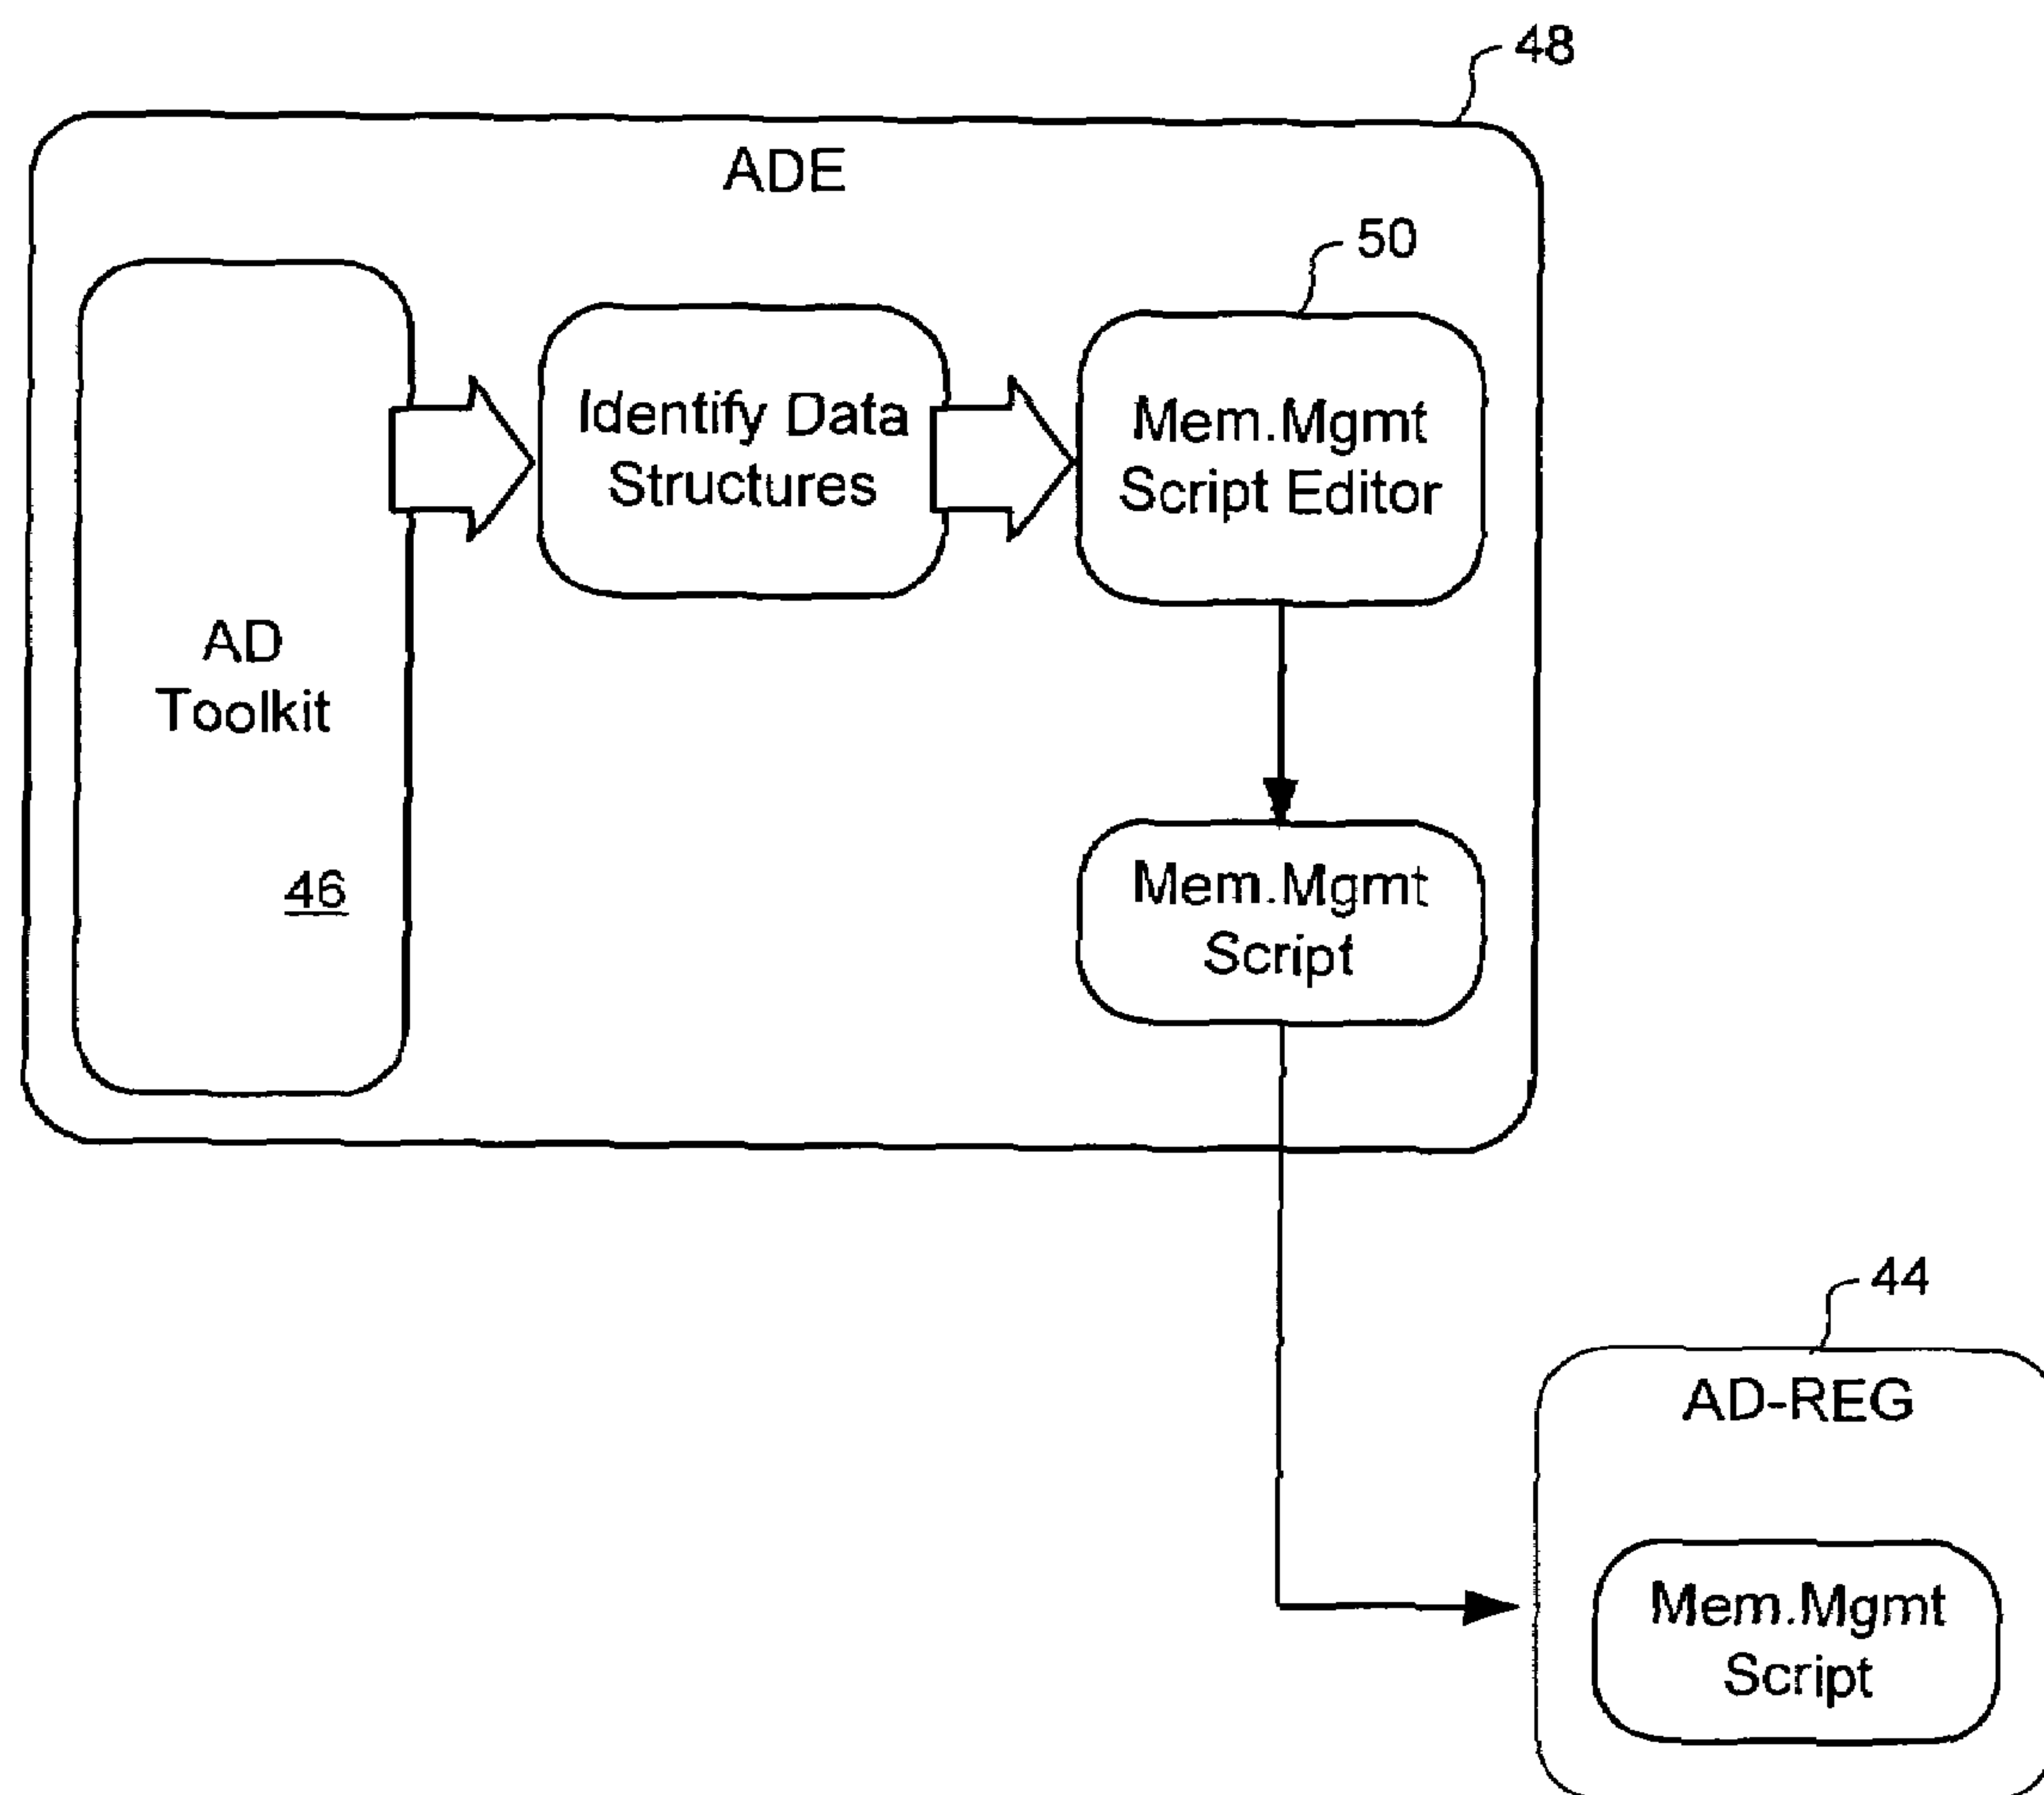 48
ADE
50
Identify Data
Structures
Mem.Mgmt
Script Editor
AD
Toolkit
46
Mem.Mgmt
Script
44
AD-REG
Mem.Mgmt
Script